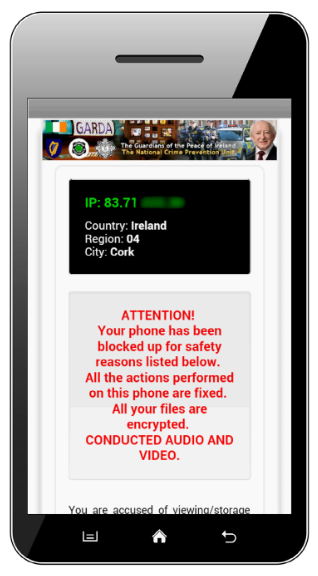 GARDA
The Guardians of the Peace of Ireland
The National Crime Prevention Unit.
IP: 83.71
Country: Ireland
Region: 04
City: Cork
ATTENTION!
Your phone has been
blocked up for safety
reasons listed below.
All the actions performed
on this phone are fixed.
All your files are
encrypted.
CONDUCTED AUDIO AND
VIDEO.
You are accused of viewing/storage